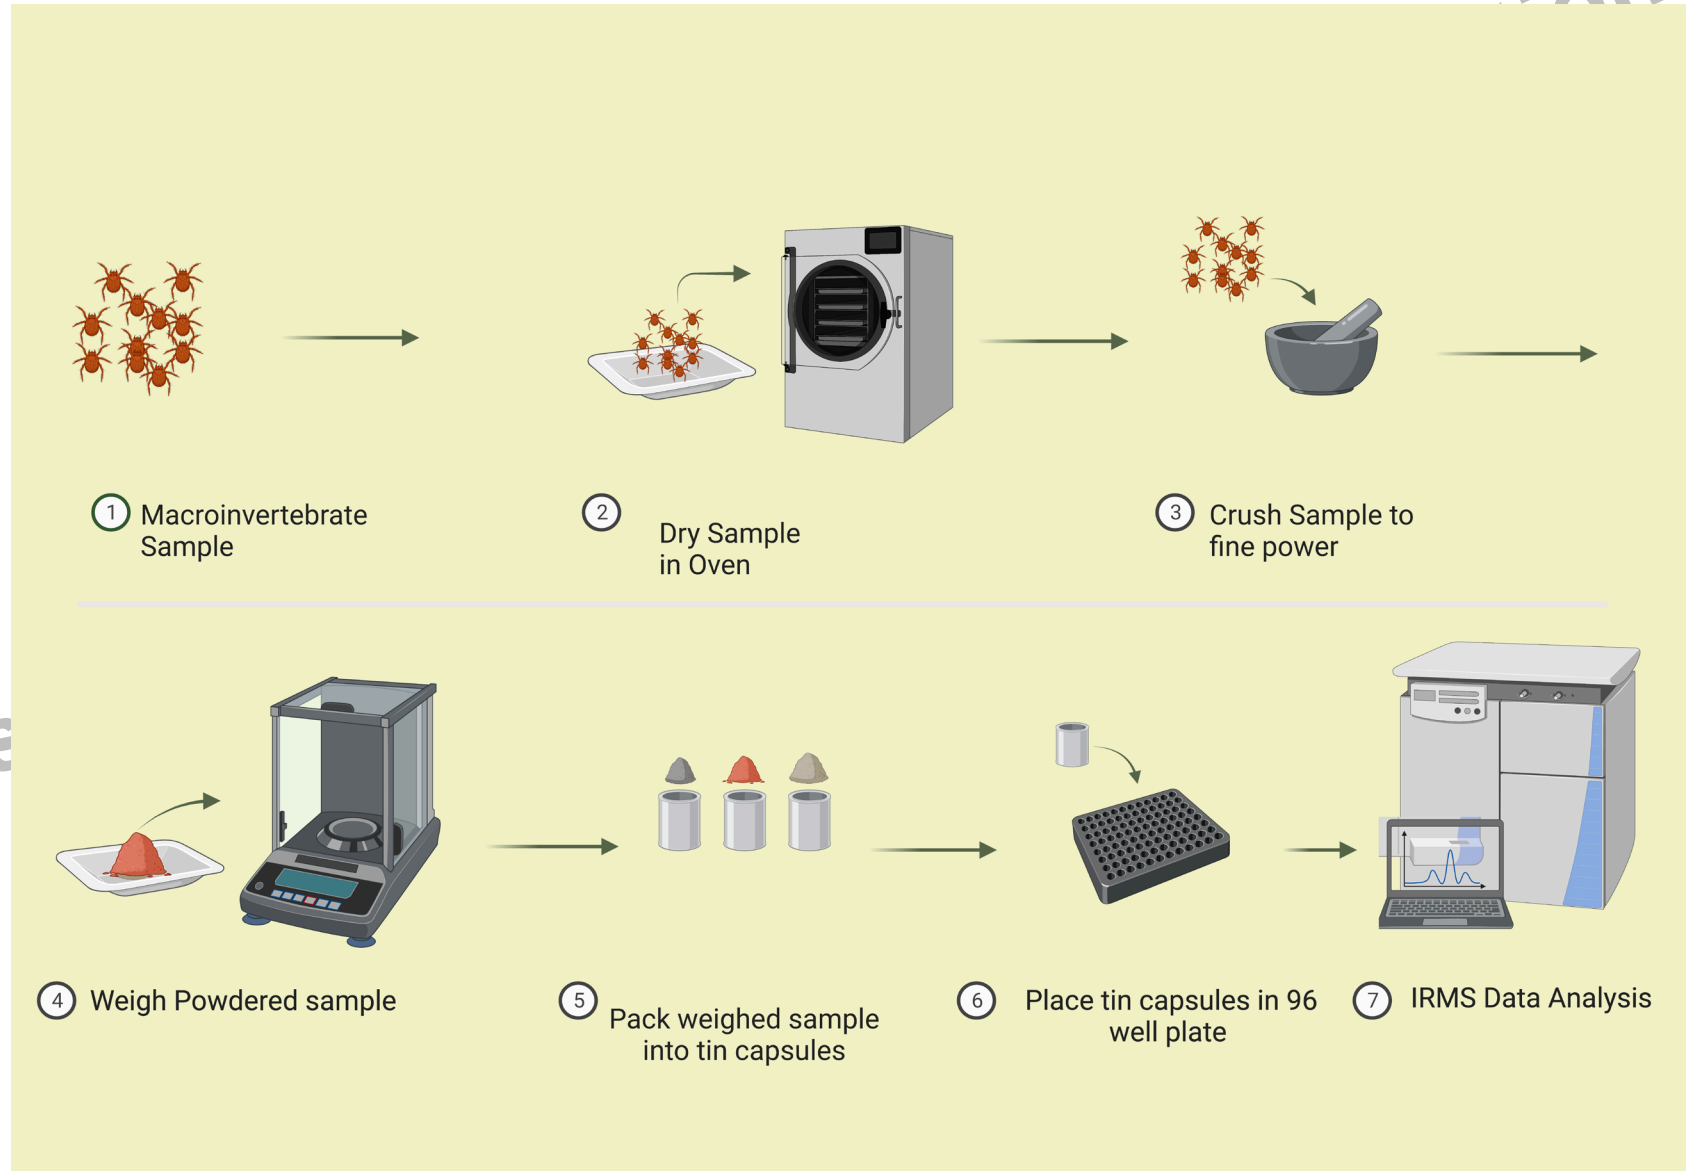 1 Macroinvertebrate
Sample
2 Dry Sample
in Oven
3 Crush Sample to
fine power
4 Weigh Powdered sample
5 Pack weighed sample
into tin capsules
6 Place tin capsules in 96
well plate
7 IRMS Data Analysis